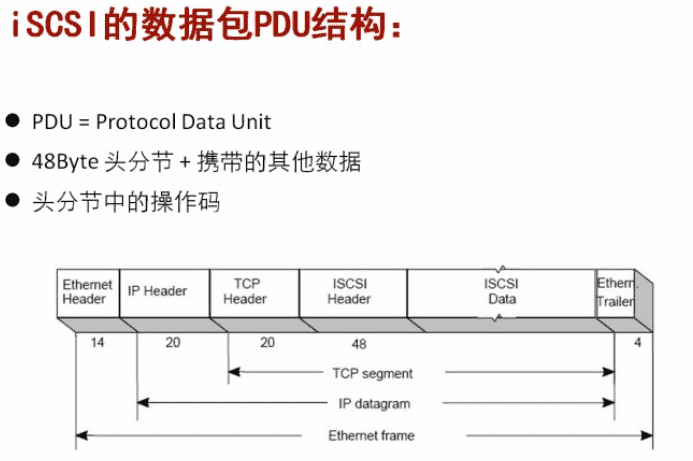 iSCSI的数据包PDU结构：
● PDU = Protocol Data Unit
● 48Byte 头分节 + 携带的其他数据
● 头分节中的操作码
Ethernet Header
IP Header
TCP Header
ISCSI Header
ISCSI Data
Ethern. Trailer
14
20
20
48
4
TCP segment
IP datagram
Ethernet frame